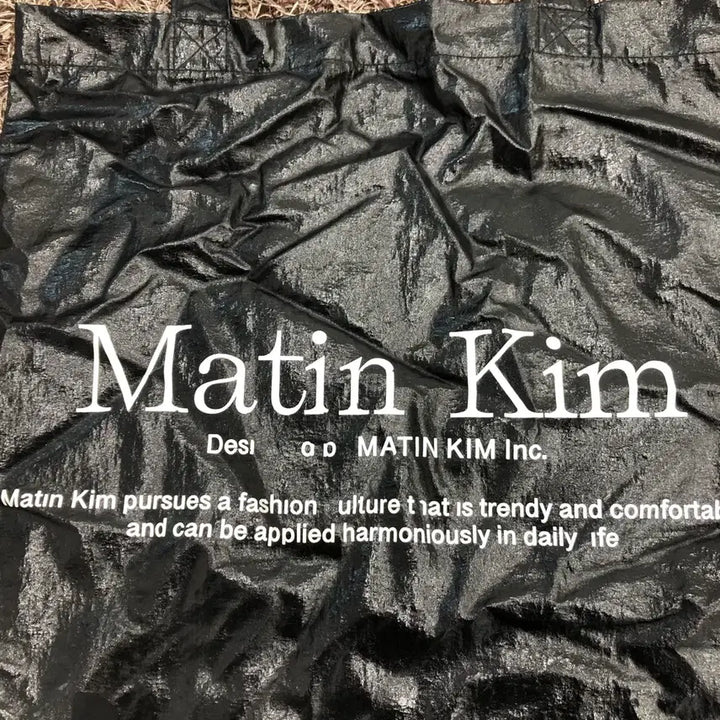 Matin Kim
MATIN KIM Inc.
Matin Kim pursues a fashion that is trendy and
and can be applied harmoniously in daily